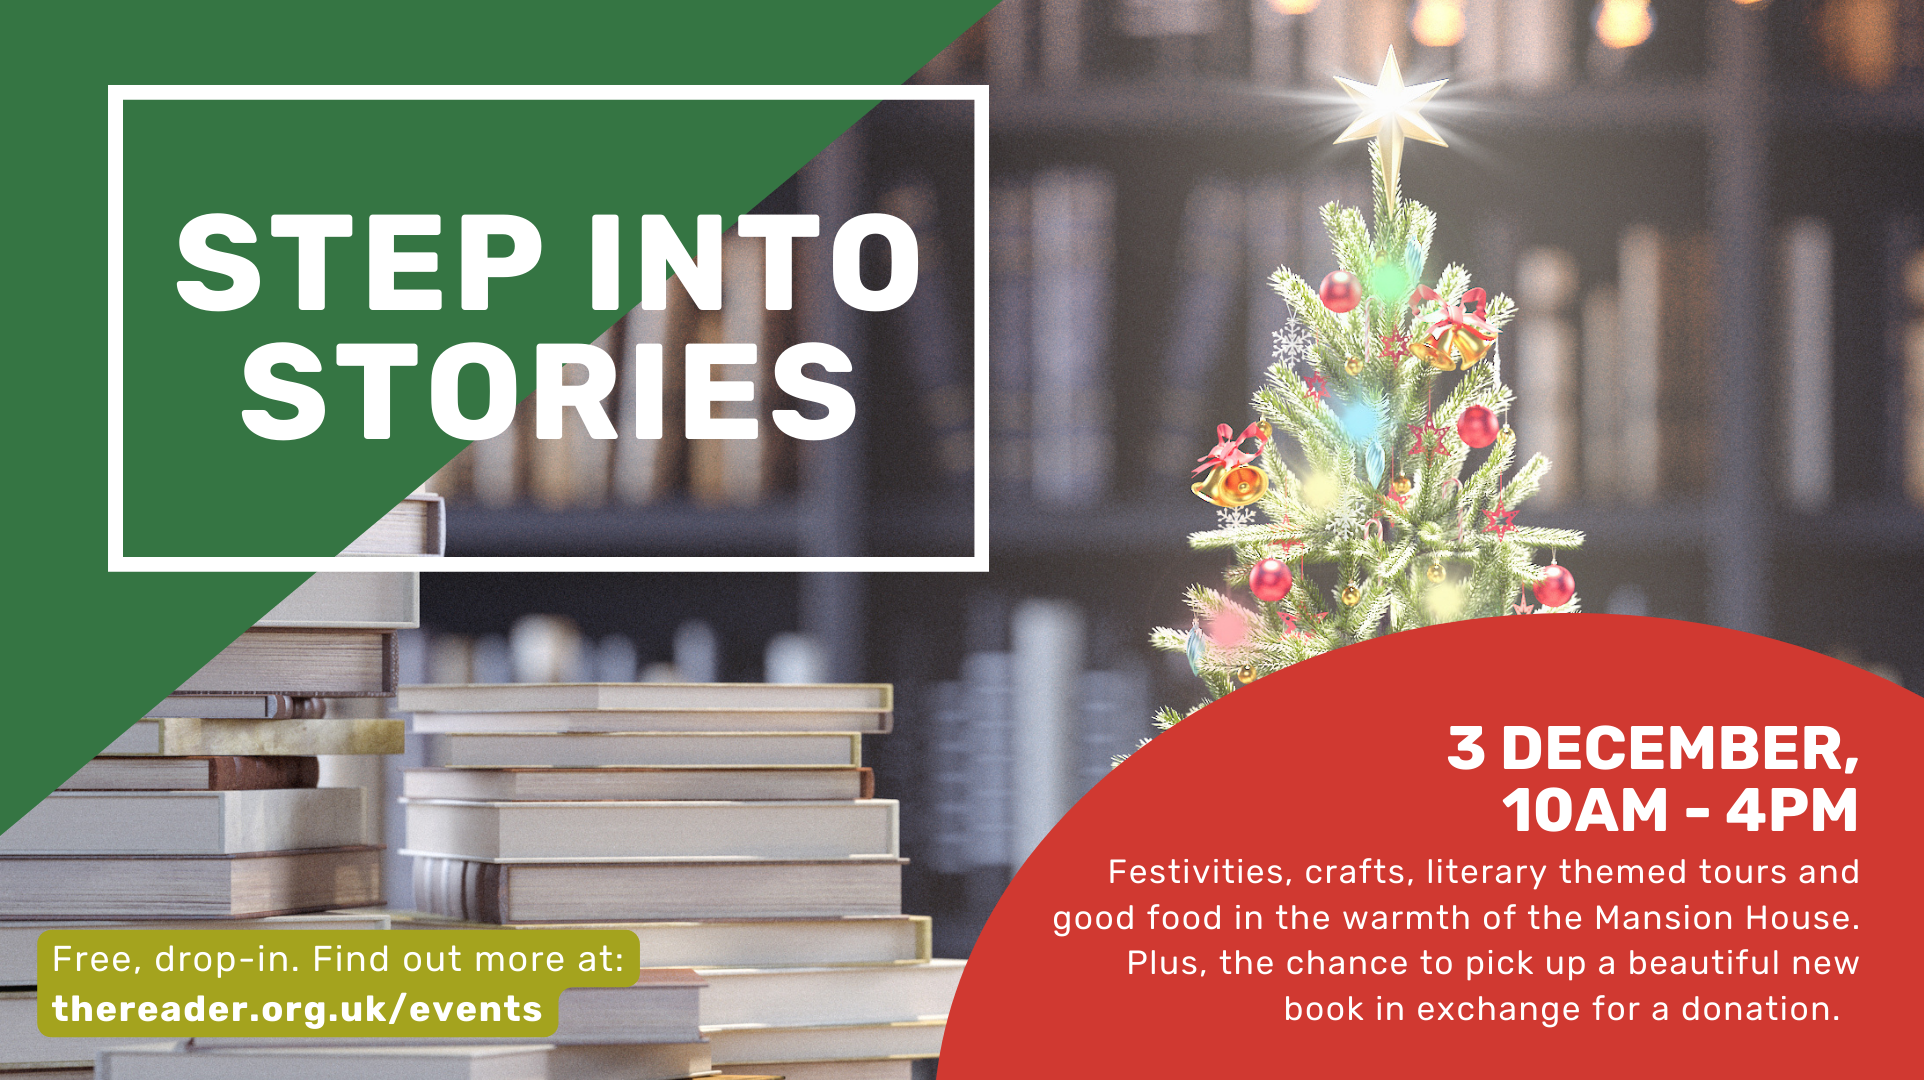 STEP INTO
STORIES
3 DECEMBER,
10AM - 4PM
Festivities, crafts, literary themed tours and
good food in the warmth of the Mansion House.
Plus, the chance to pick up a beautiful new
book in exchange for a donation.
Free, drop-in. Find out more at:
thereader.org.uk/events